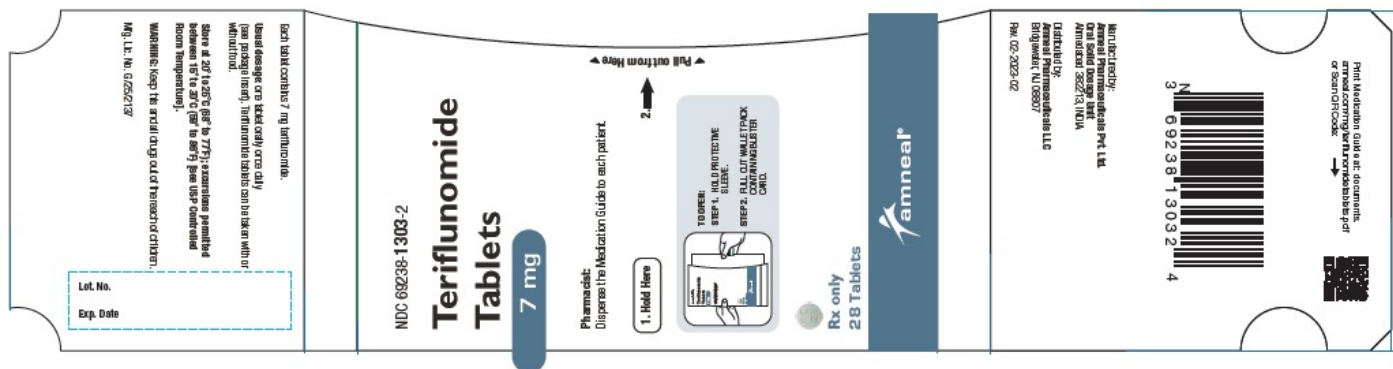 Each tablet contains 7 mg teriflunomide.
Usual dosage: one tablet orally once daily
(see package insert). Teriflunomide tablets can be taken with or
without food.
Store at 20° to 25°C (68° to 77°F); excursions permitted
between 15° to 30°C (59° to 86°F) [see USP Controlled
Room Temperature].
WARNING: Keep this and all drugs out of the reach of children.
Mfg. Lic. No. G/25/2137
Lot. No.
Exp. Date
NDC 69238-1303-2
Teriflunomide
Tablets
7 mg
Pharmacist:
Dispense the Medication Guide to each patient.
1. Hold Here
2.
Pull out from Here
TO OPEN:
STEP 1. HOLD PROTECTIVE
SLEEVE.
STEP 2. PULL OUT WALLET PACK
CONTAINING BLISTER
CARD.
Rx only
28 Tablets
amneal®
Manufactured by:
Amneal Pharmaceuticals Pvt. Ltd.
Oral Solid Dosage Unit
Ahmedabad 382213, INDIA
Distributed by:
Amneal Pharmaceuticals LLC
Bridgewater, NJ 08807
Rev. 02-2023-02
N
3 69238 13032 4
Print Medication Guide at: documents.
amneal.com/mg/teriflunomidetablets.pdf
or Scan QR Code: